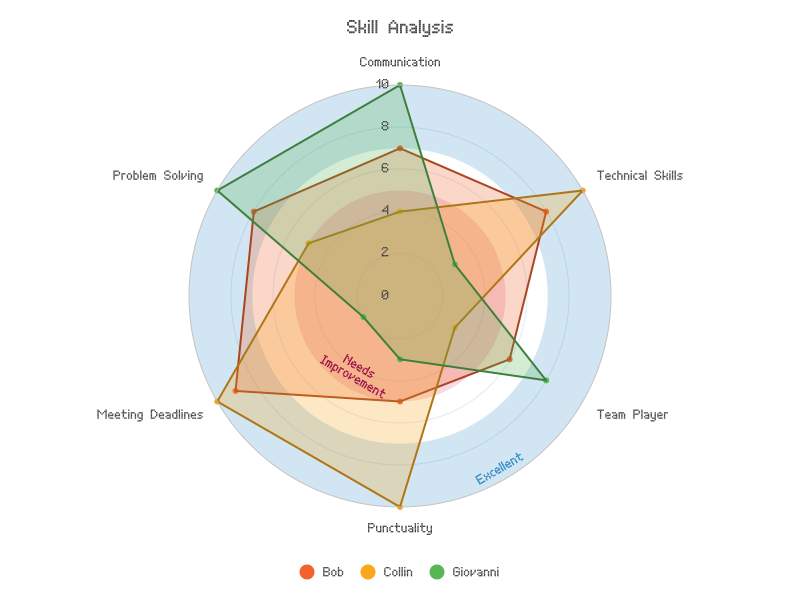 Skill Analysis
Communication
10
8
6
4
2
0
Technical Skills
Problem Solving
Needs
Improvement
Meeting Deadlines
Team Player
Excellent
Punctuality
Bob
Collin
Giovanni